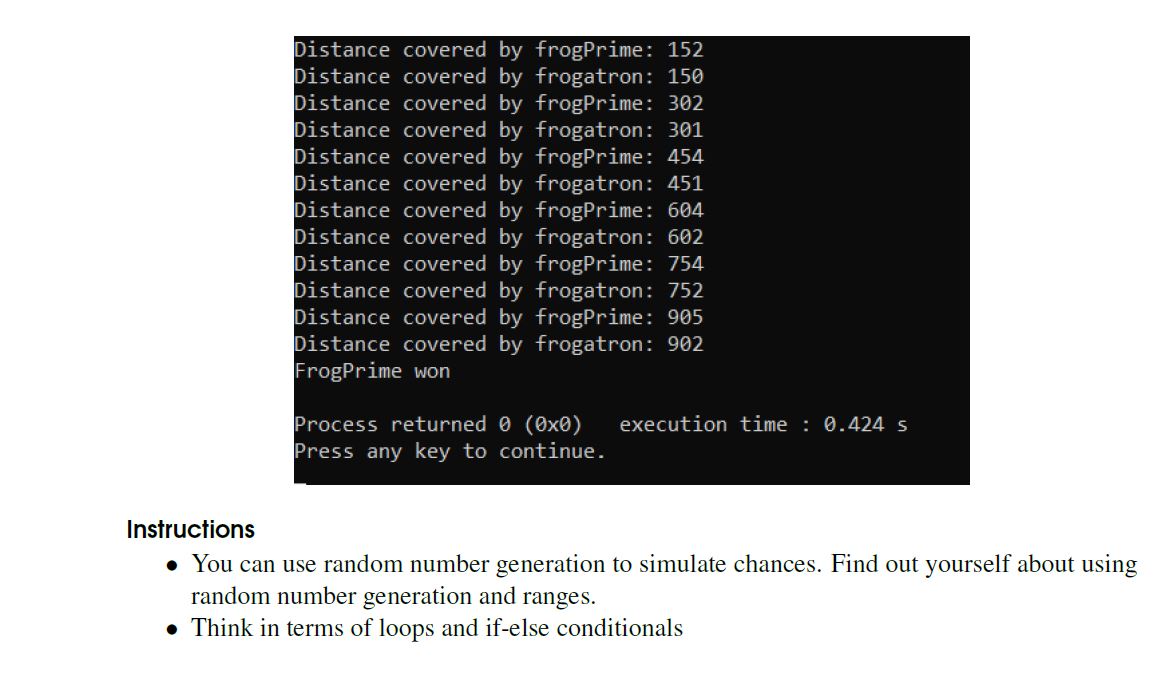 Distance covered by frogPrime: 152
Distance covered by frogatron: 150
Distance covered by frogPrime: 302
Distance covered by frogatron: 301
Distance covered by frogPrime: 454
Distance covered by frogatron: 451
Distance covered by frogPrime: 604
Distance covered by frogatron: 602
Distance covered by frogPrime: 754
Distance covered by frogatron: 752
Distance covered by frogPrime: 905
Distance covered by frogatron: 902
FrogPrime won
Process returned 0 (0x0)   execution time : 0.424 s
Press any key to continue.
Instructions
• You can use random number generation to simulate chances. Find out yourself about using
random number generation and ranges.
• Think in terms of loops and if-else conditionals